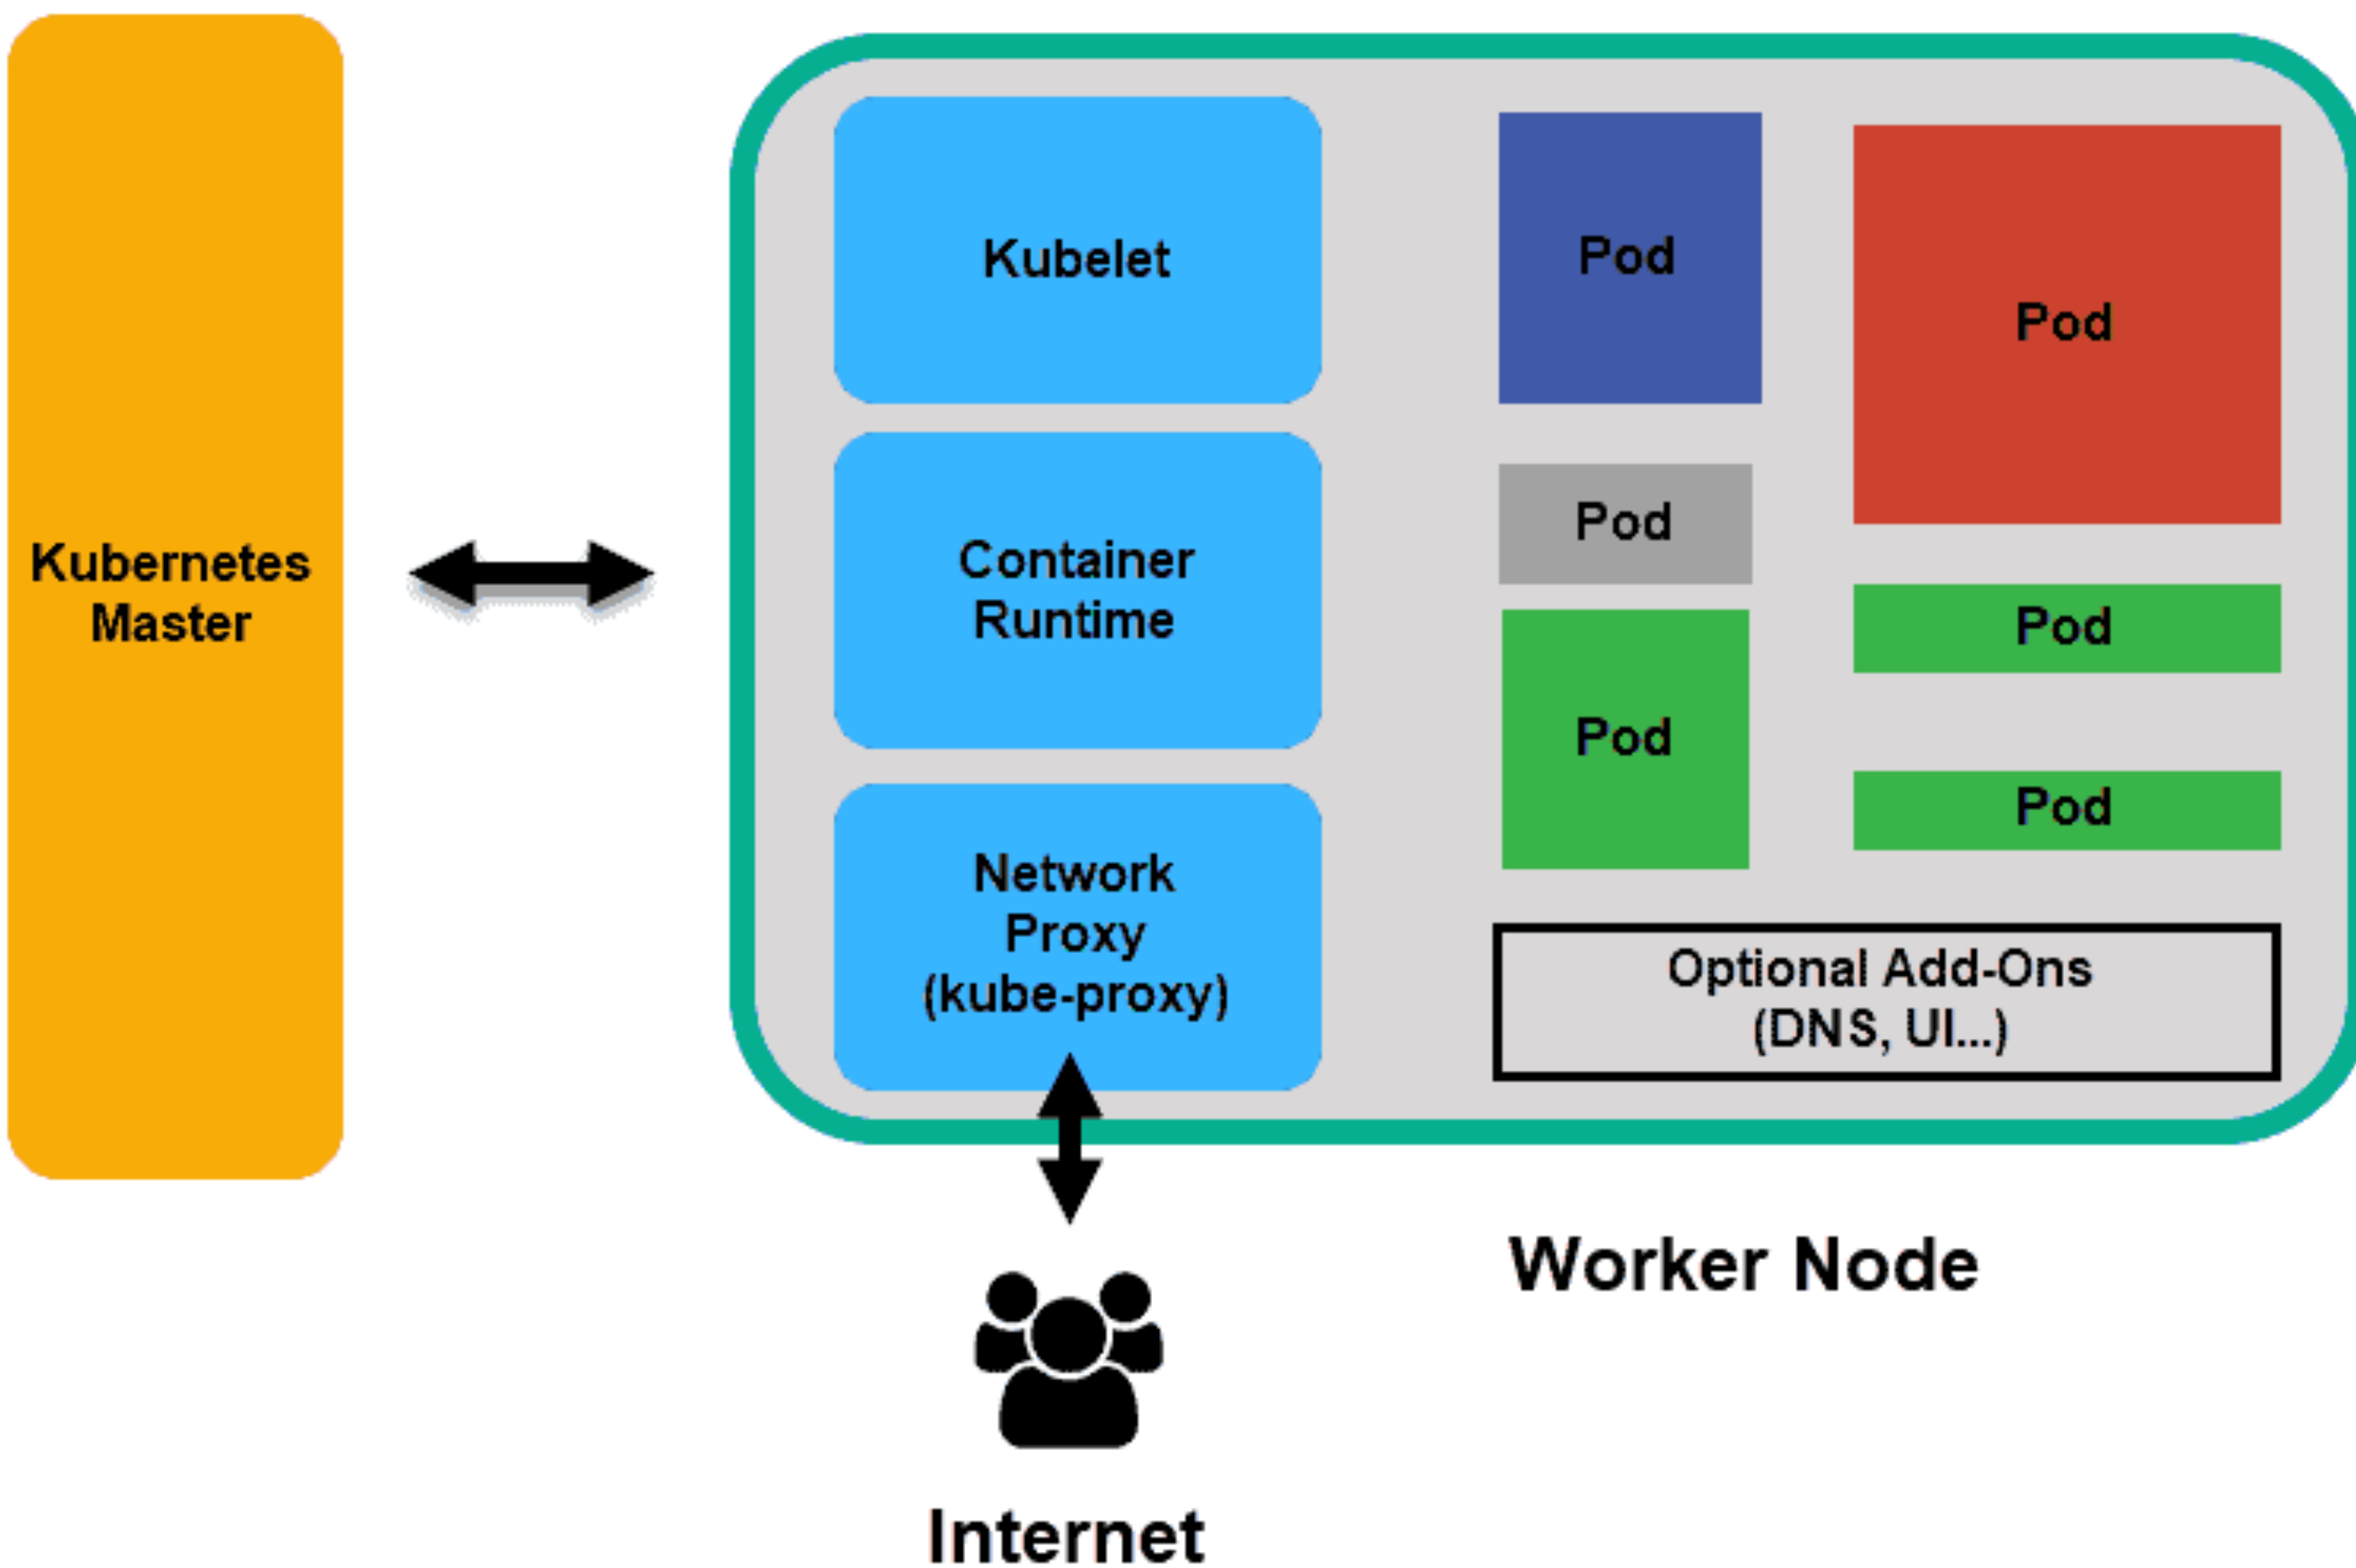 Kubernetes
Master
Kubelet
Container
Runtime
Network
Proxy
(kube-proxy)
Pod
Pod
Pod
Pod
Pod
Pod
Optional Add-Ons
(DNS, UI...)
Worker Node
Internet